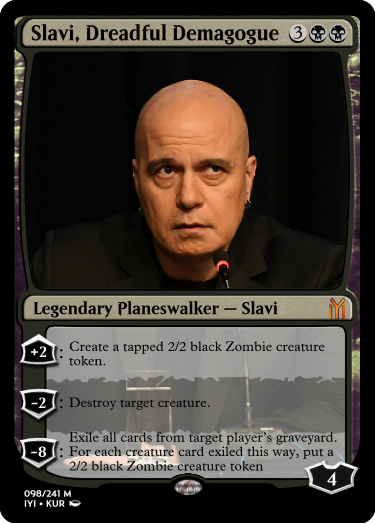 Slavi, Dreadful Demagogue 3
Legendary Planeswalker — Slavi
+2: Create a tapped 2/2 black Zombie creature
token.
-2: Destroy target creature.
-8: Exile all cards from target player's graveyard.
For each creature card exiled this way, put a
2/2 black Zombie creature token
4
098/241 M
IYI • KUR